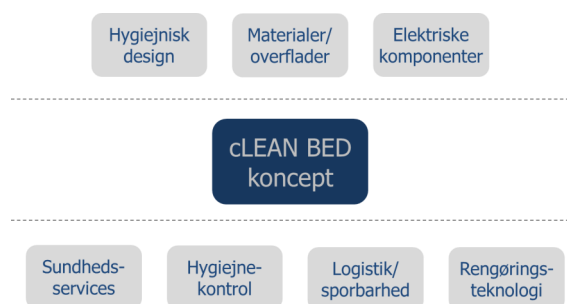 Hygiejnisk
design
Materialer/
overflader
Elektriske
komponenter
cLEAN BED
koncept
Sundheds-
services
Hygiejne-
kontrol
Logistik/
sporbarhed
Rengørings-
teknologi